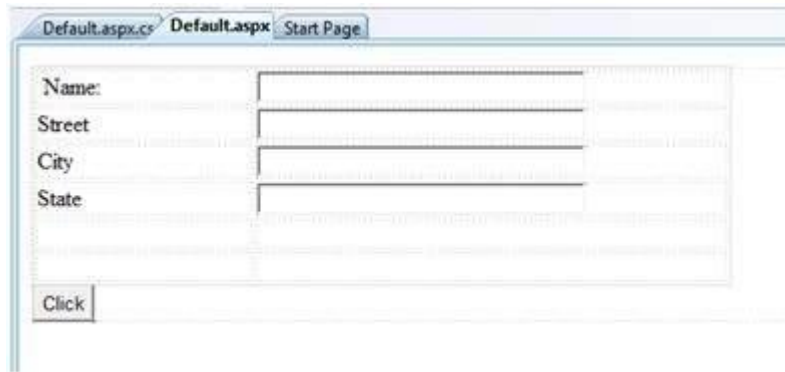 Default.aspx.cs Default.aspx Start Page
Name:
Street
City
State
Click